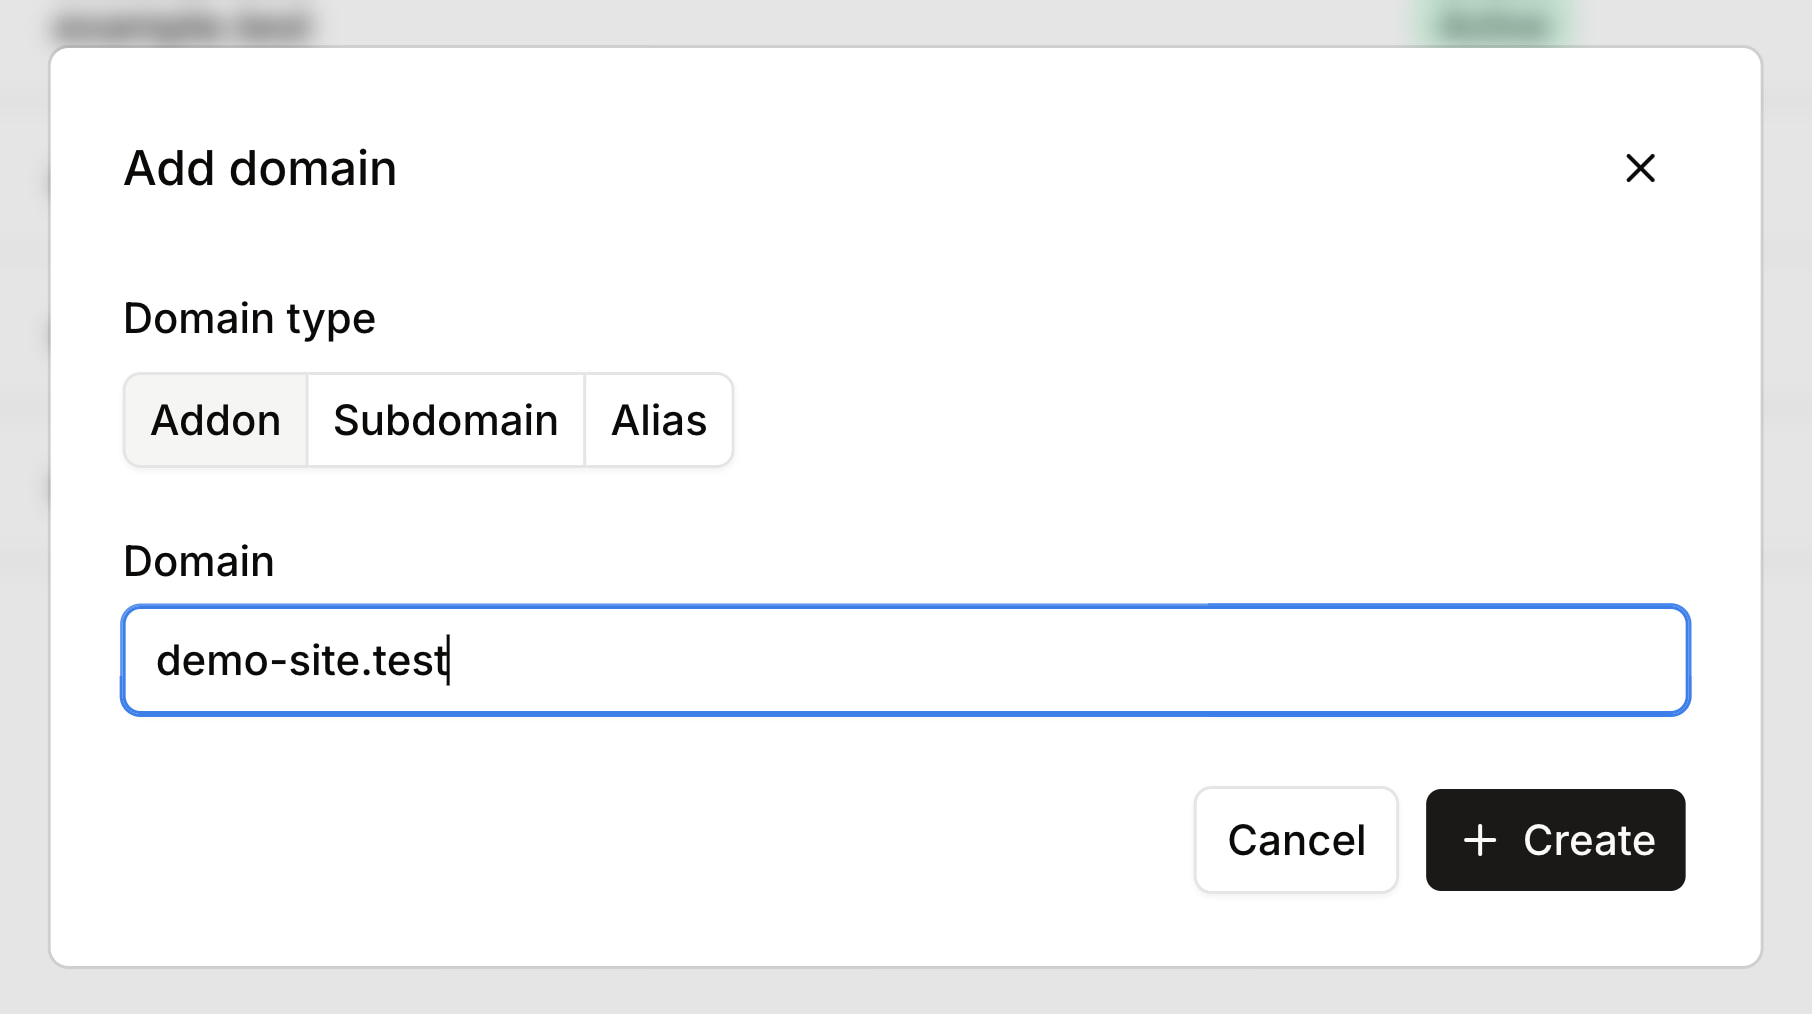 Add domain
Domain type
Addon Subdomain Alias
Domain
demo-site.test
Cancel + Create